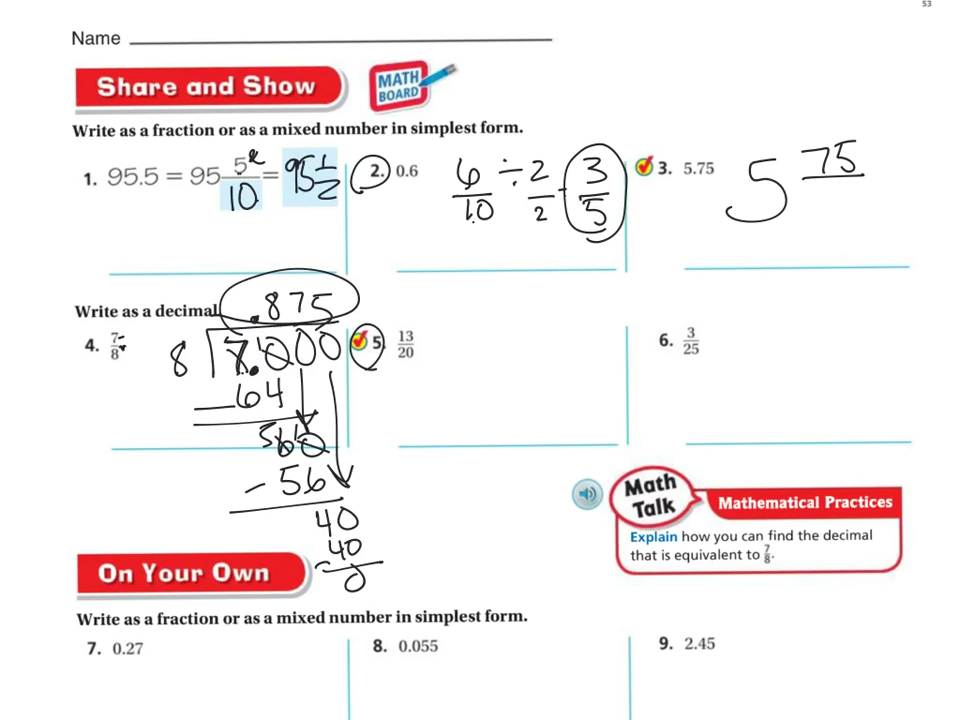 53
Name
Share and Show
MATH BOARD
Write as a fraction or as a mixed number in simplest form.
1. 95.5 = 95 5/10 = 95 1/2
2. 0.6 6/10 ÷ 2/2 = 3/5
3. 5.75 5 75
Write as a decimal.
.875
4. 7/8 8 7.000
5. 13/20
6. 3/25
- 64
560
- 56
40
- 40
0
Math Talk
Mathematical Practices
Explain how you can find the decimal
that is equivalent to 7/8.
On Your Own
Write as a fraction or as a mixed number in simplest form.
7. 0.27
8. 0.055
9. 2.45